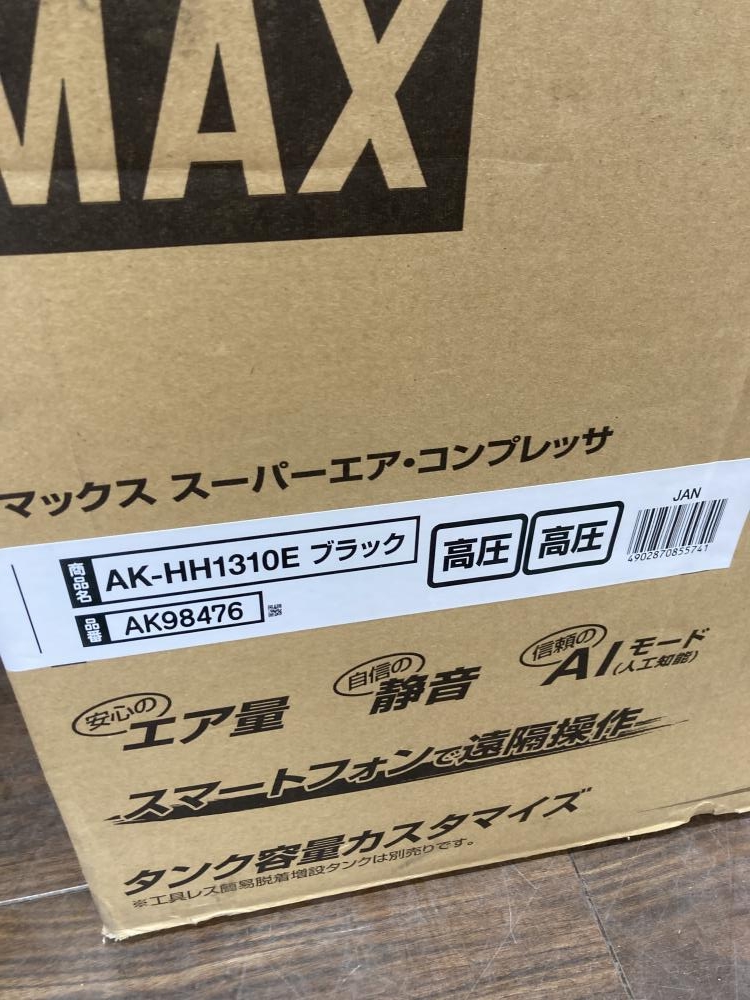 MAX
マックス スーパーエア・コンプレッサ
商品名 AK-HH1310E ブラック
高圧 高圧
JAN
4902870855741
品番 AK98476
安心の エア量
自信の 静音
信頼の AIモード
(人工知能)
スマートフォンで遠隔操作
タンク容量カスタマイズ
※工具レス簡易脱着増設タンクは別売りです。